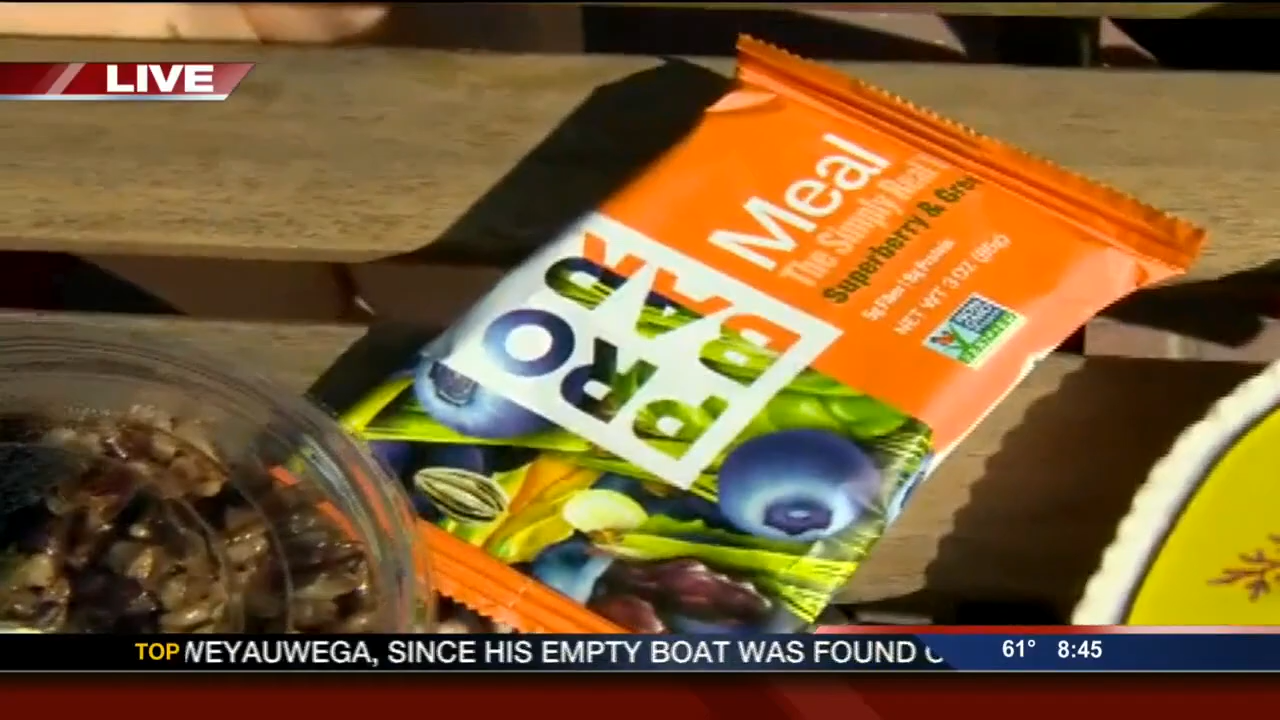 LIVE
Meal
The Simply Real
Superberry &
PRO
BAR
NET WT 3 OZ (85g)
TOP WEYAUWEGA, SINCE HIS EMPTY BOAT WAS FOUND
61° 8:45